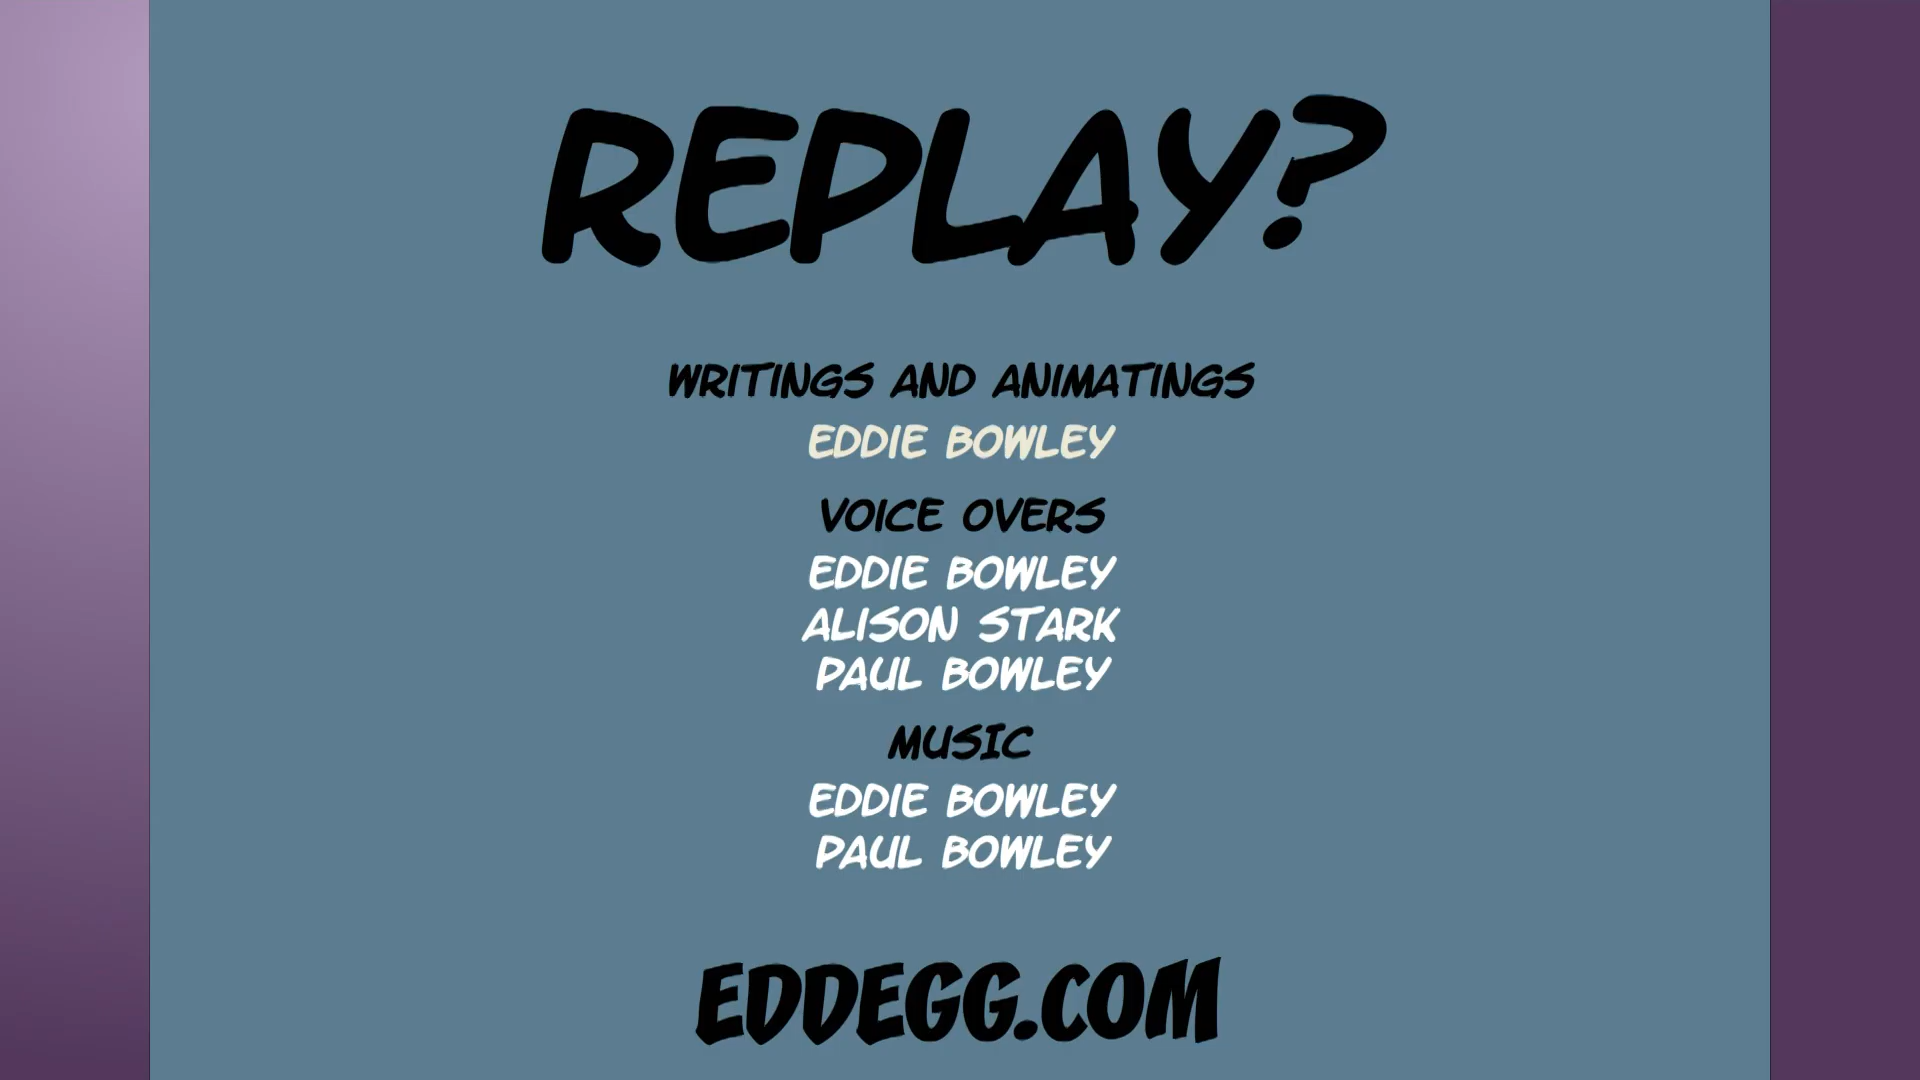 REPLAY?
WRITINGS AND ANIMATINGS
EDDIE BOWLEY
VOICE OVERS
EDDIE BOWLEY
ALISON STARK
PAUL BOWLEY
MUSIC
EDDIE BOWLEY
PAUL BOWLEY
EDDEGG.COM